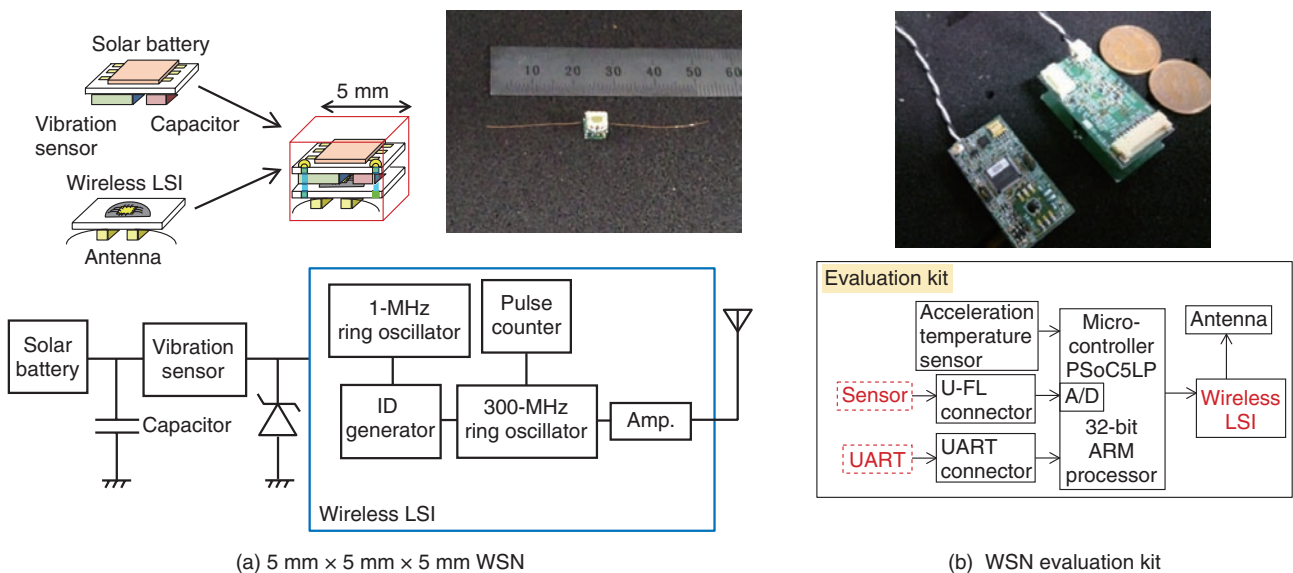 Solar battery
Vibration
sensor
Capacitor
Wireless LSI
Antenna
5 mm
10 20 30 40 50 60
Solar
battery
Capacitor
Vibration
sensor
1-MHz
ring oscillator
Pulse
counter
ID
generator
300-MHz
ring oscillator
Amp.
Wireless LSI
(a) 5 mm × 5 mm × 5 mm WSN
Evaluation kit
Acceleration
temperature
sensor
Sensor
U-FL
connector
UART
UART
connector
Micro-
controller
PSoC5LP
A/D
32-bit
ARM
processor
Antenna
Wireless
LSI
(b) WSN evaluation kit